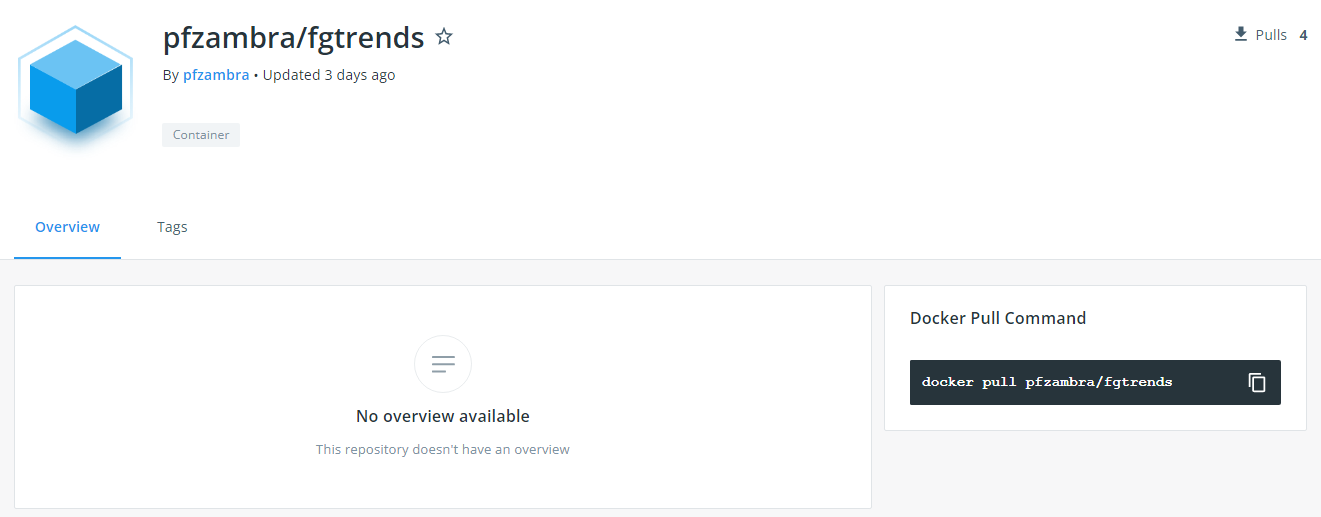 pfzambra/fgtrends
Pulls 4
By pfzambra • Updated 3 days ago
Container
Overview
Tags
No overview available
This repository doesn't have an overview
Docker Pull Command
docker pull pfzambra/fgtrends